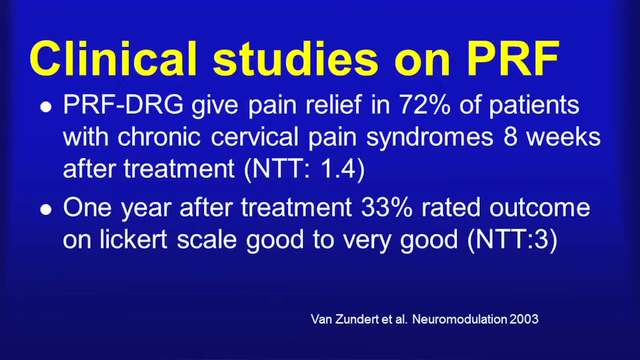 Clinical studies on PRF
● PRF-DRG give pain relief in 72% of patients
with chronic cervical pain syndromes 8 weeks
after treatment (NTT: 1.4)
● One year after treatment 33% rated outcome
on lickert scale good to very good (NTT:3)
Van Zundert et al. Neuromodulation 2003